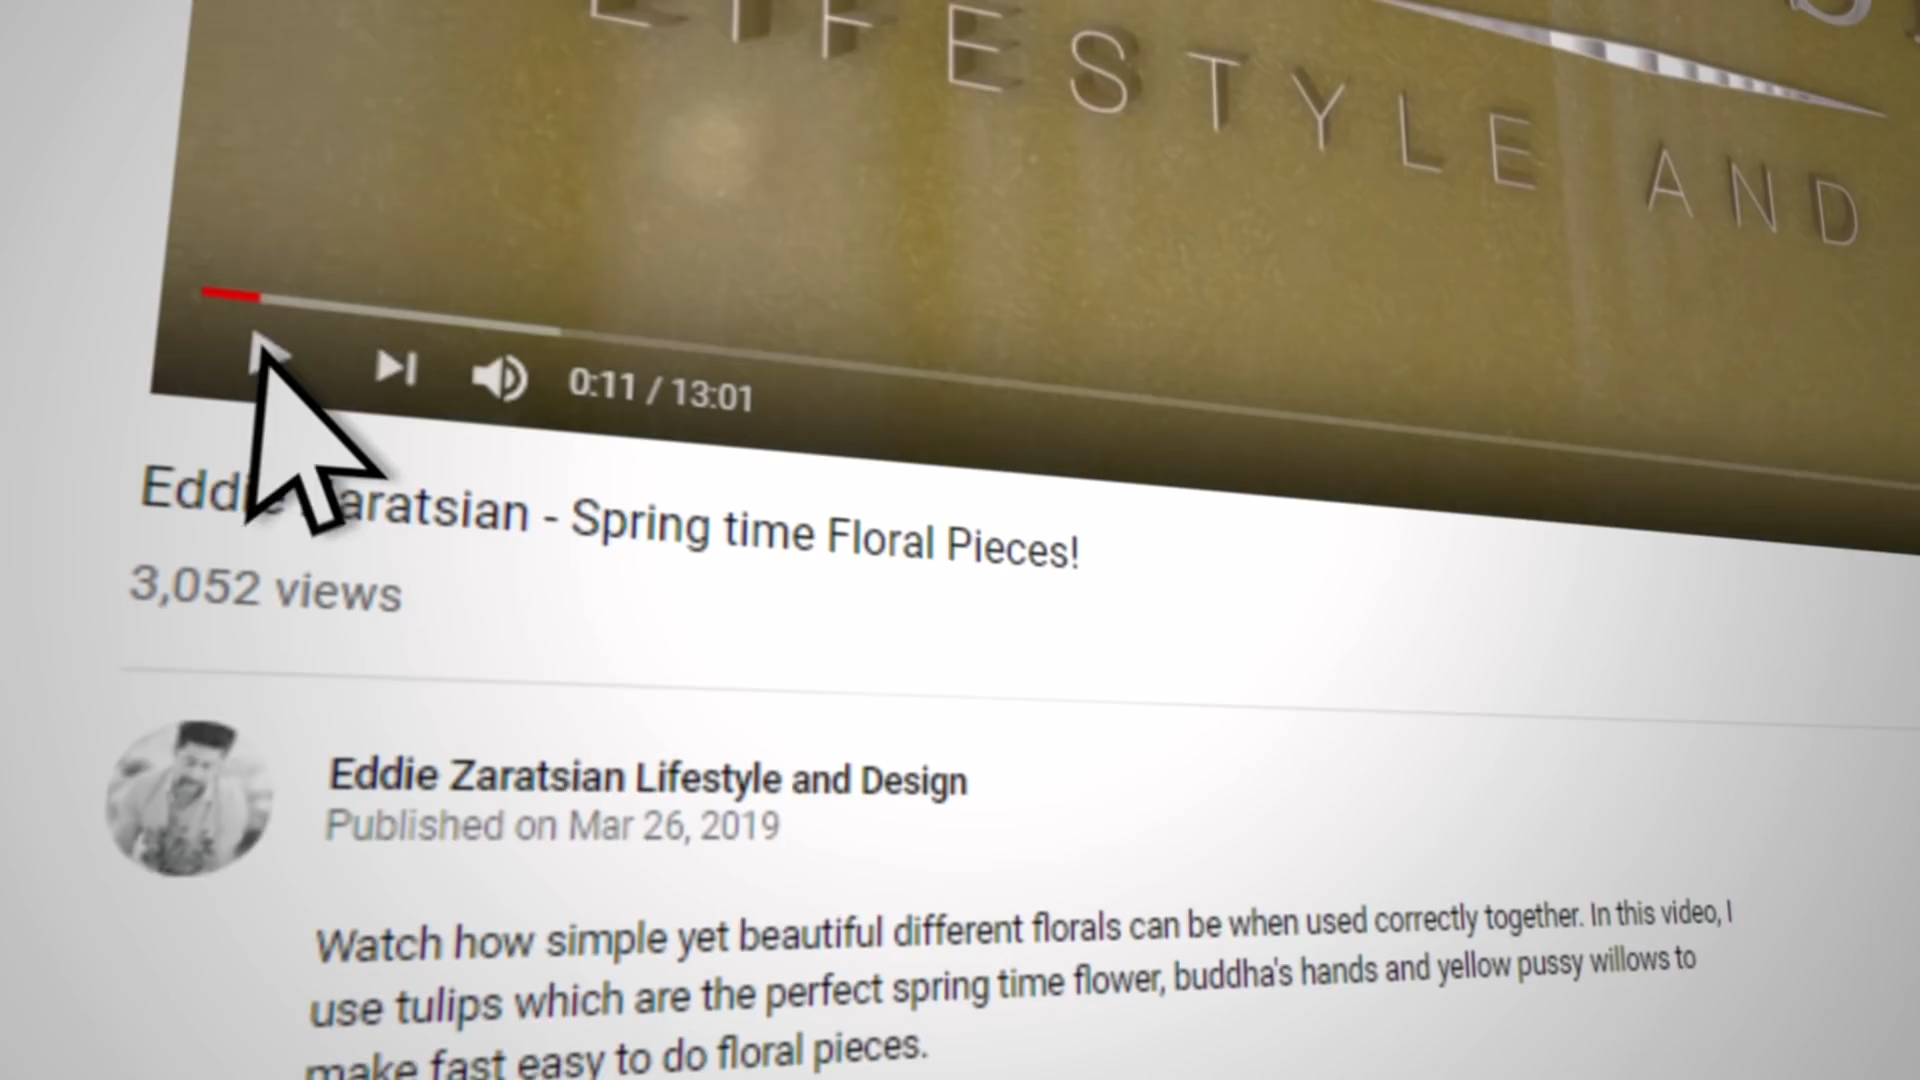 LIFESTYLE AND
0:11 / 13:01
Eddie Zaratsian - Spring time Floral Pieces!
3,052 views
Eddie Zaratsian Lifestyle and Design
Published on Mar 26, 2019
Watch how simple yet beautiful different florals can be when used correctly together. In this video, I
use tulips which are the perfect spring time flower, buddha's hands and yellow pussy willows to
make fast easy to do floral pieces.